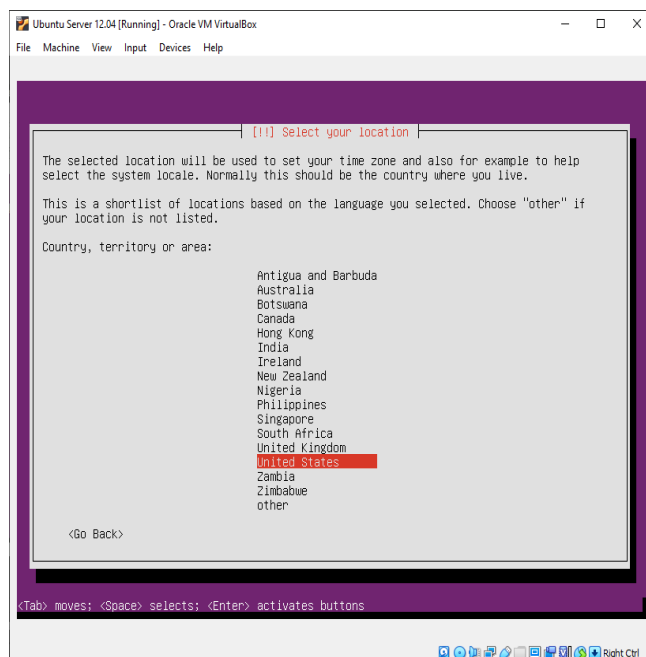 Ubuntu Server 12.04 [Running] - Oracle VM VirtualBox
File Machine View Input Devices Help
[!!] Select your location
The selected location will be used to set your time zone and also for example to help
select the system locale. Normally this should be the country where you live.
This is a shortlist of locations based on the language you selected. Choose "other" if
your location is not listed.
Country, territory or area:
Antigua and Barbuda
Australia
Botswana
Canada
Hong Kong
India
Ireland
New Zealand
Nigeria
Philippines
Singapore
South Africa
United Kingdom
United States
Zambia
Zimbabwe
other
<Go Back>
<Tab> moves; <Space> selects; <Enter> activates buttons
Right Ctrl